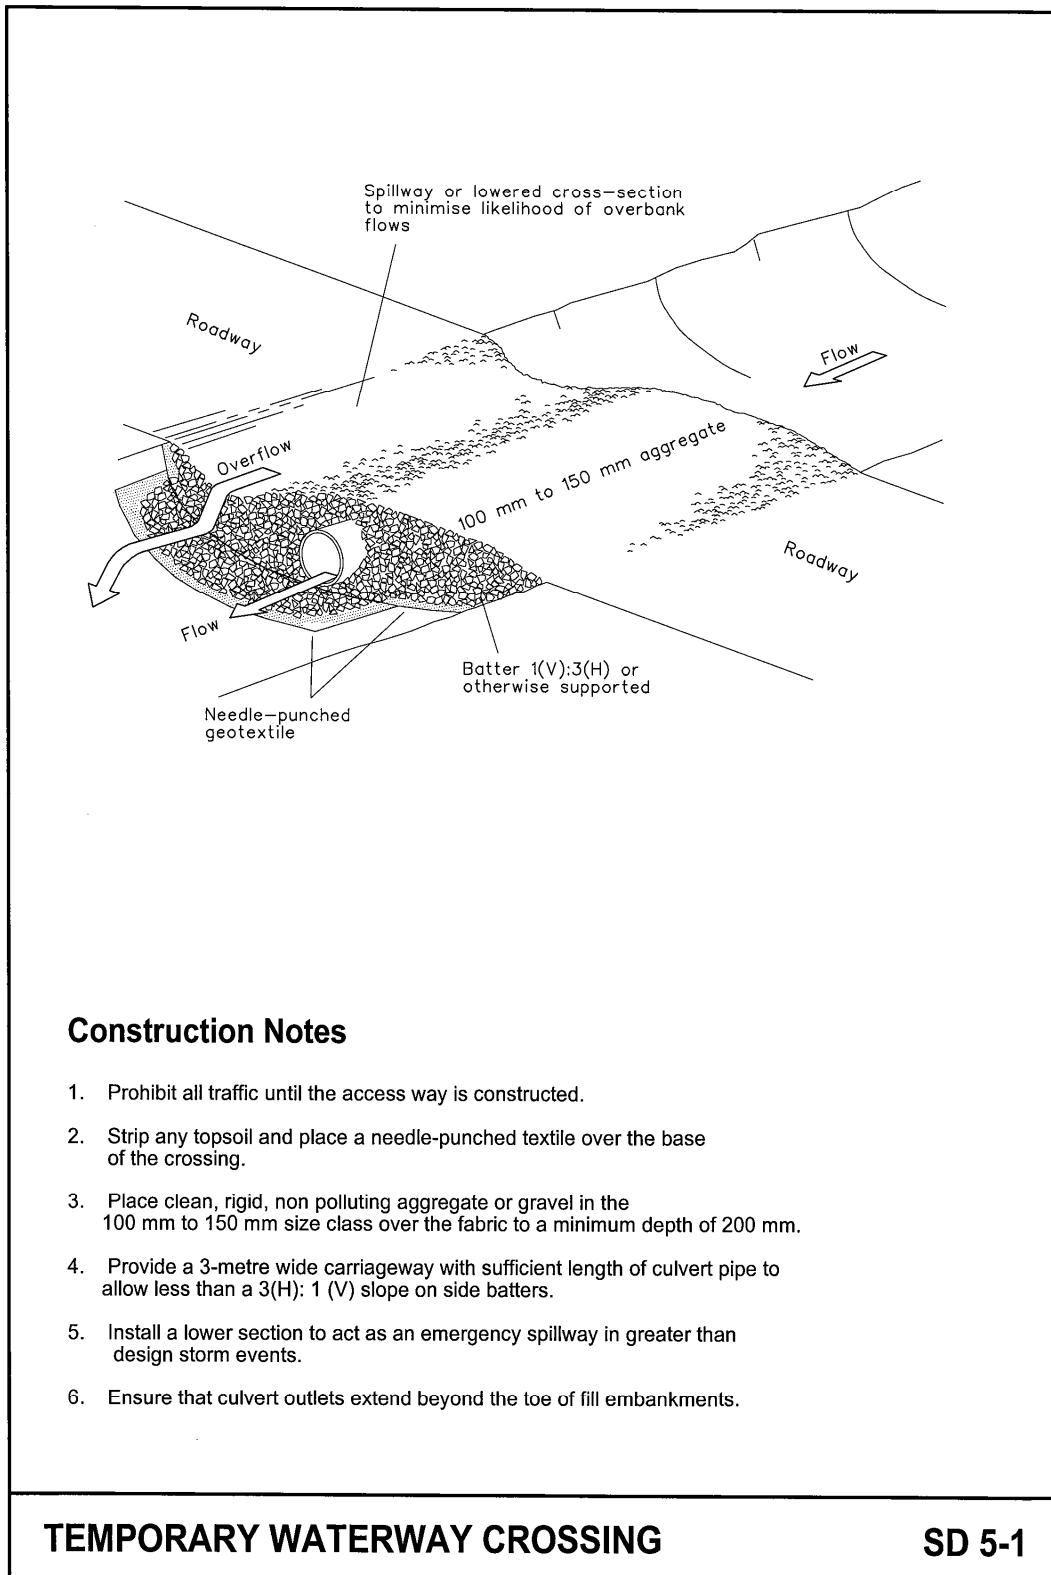 Spillway or lowered cross-section
to minimise likelihood of overbank
flows
Roadway
Flow
Overflow
100 mm to 150 mm aggregate
Roadway
Flow
Batter 1(V):3(H) or
otherwise supported
Needle-punched
geotextile
Construction Notes
1. Prohibit all traffic until the access way is constructed.
2. Strip any topsoil and place a needle-punched textile over the base
of the crossing.
3. Place clean, rigid, non polluting aggregate or gravel in the
100 mm to 150 mm size class over the fabric to a minimum depth of 200 mm.
4. Provide a 3-metre wide carriageway with sufficient length of culvert pipe to
allow less than a 3(H): 1 (V) slope on side batters.
5. Install a lower section to act as an emergency spillway in greater than
design storm events.
6. Ensure that culvert outlets extend beyond the toe of fill embankments.
TEMPORARY WATERWAY CROSSING SD 5-1